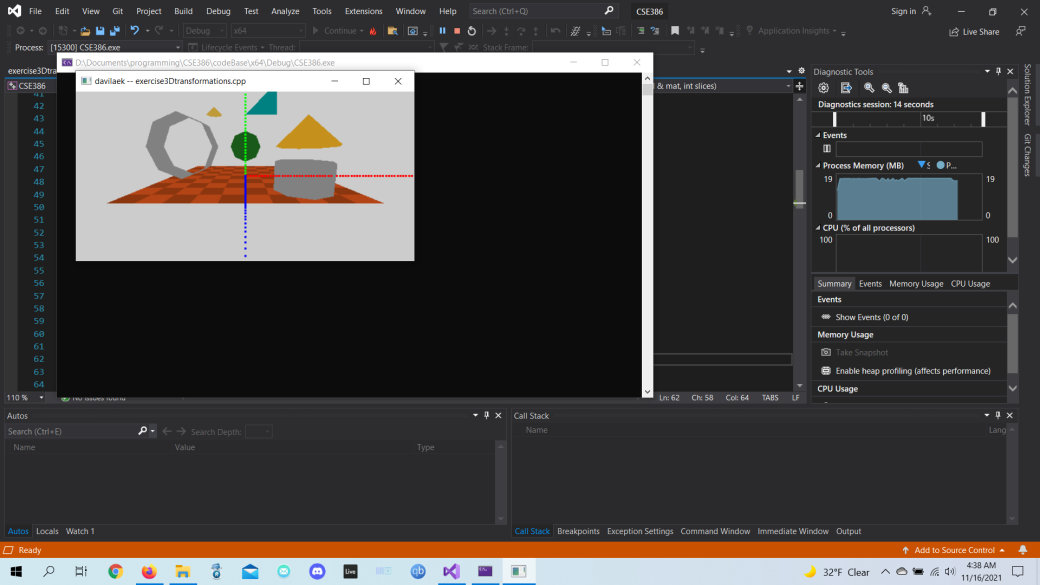 File Edit View Git Project Build Debug Test Analyze Tools Extensions Window Help Search (Ctrl+Q) CSE386 Sign in
Debug x64 Continue Application Insights Live Share
Process: [15300] CSE386.exe Lifecycle Events Thread: Stack Frame:
D:\Documents\programming\CSE386\codeBase\x64\Debug\CSE386.exe
exercise3Dtra
davilaek -- exercise3Dtransformations.cpp
CSE386
& mat, int slices)
41
42
43
44
45
46
47
48
49
50
51
52
53
54
55
56
57
58
59
60
61
62
63
64
110 % No issues found Ln: 62 Ch: 58 Col: 64 TABS LF
Diagnostic Tools
Diagnostics session: 14 seconds
10s
Events
Process Memory (MB) S P...
19 19
0 0
CPU (% of all processors)
100 100
Summary Events Memory Usage CPU Usage
Events
Show Events (0 of 0)
Memory Usage
Take Snapshot
Enable heap profiling (affects performance)
CPU Usage
Solution Explorer
Git Changes
Autos
Search (Ctrl+E) Search Depth:
Name Value Type
Autos Locals Watch 1
Call Stack
Name Lang
Call Stack Breakpoints Exception Settings Command Window Immediate Window Output
Ready Add to Source Control
Live
qb
32°F Clear
4:38 AM
11/16/2021